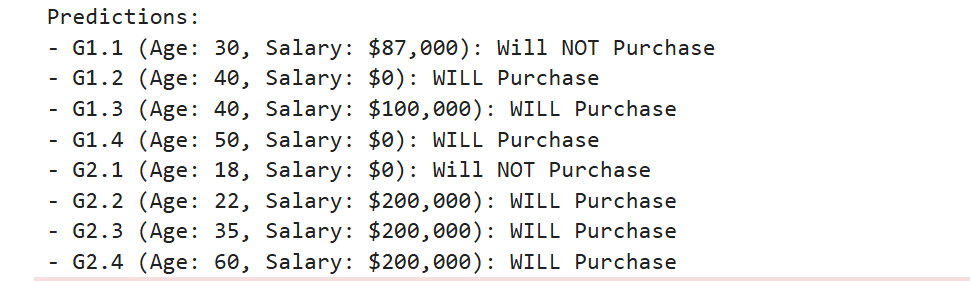 Predictions:
- G1.1 (Age: 30, Salary: $87,000): Will NOT Purchase
- G1.2 (Age: 40, Salary: $0): WILL Purchase
- G1.3 (Age: 40, Salary: $100,000): WILL Purchase
- G1.4 (Age: 50, Salary: $0): WILL Purchase
- G2.1 (Age: 18, Salary: $0): Will NOT Purchase
- G2.2 (Age: 22, Salary: $200,000): WILL Purchase
- G2.3 (Age: 35, Salary: $200,000): WILL Purchase
- G2.4 (Age: 60, Salary: $200,000): WILL Purchase